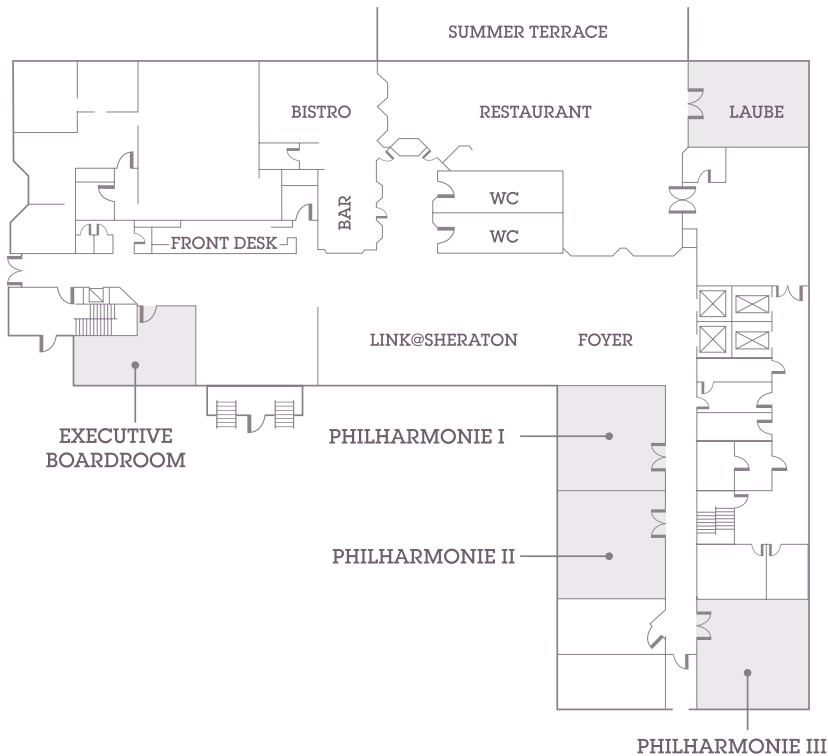 SUMMER TERRACE
BISTRO
RESTAURANT
LAUBE
WC
BAR
WC
FRONT DESK
LINK@SHERATON
FOYER
EXECUTIVE
BOARDROOM
PHILHARMONIE I
PHILHARMONIE II
PHILHARMONIE III